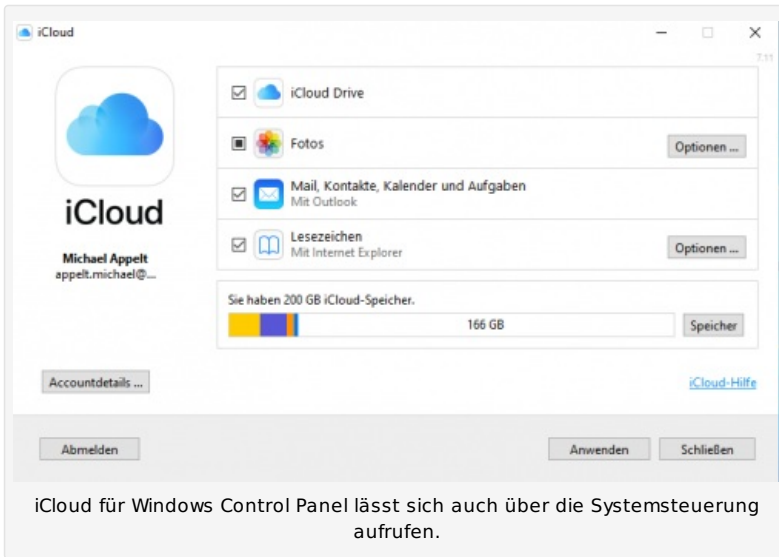 iCloud
7.11
iCloud Drive
Fotos
Optionen ...
Mail, Kontakte, Kalender und Aufgaben
Mit Outlook
iCloud
Lesezeichen
Mit Internet Explorer
Optionen ...
Michael Appelt
appelt.michael@...
Sie haben 200 GB iCloud-Speicher.
166 GB
Speicher
Accountdetails ...
iCloud-Hilfe
Abmelden
Anwenden
Schließen
iCloud für Windows Control Panel lässt sich auch über die Systemsteuerung
aufrufen.